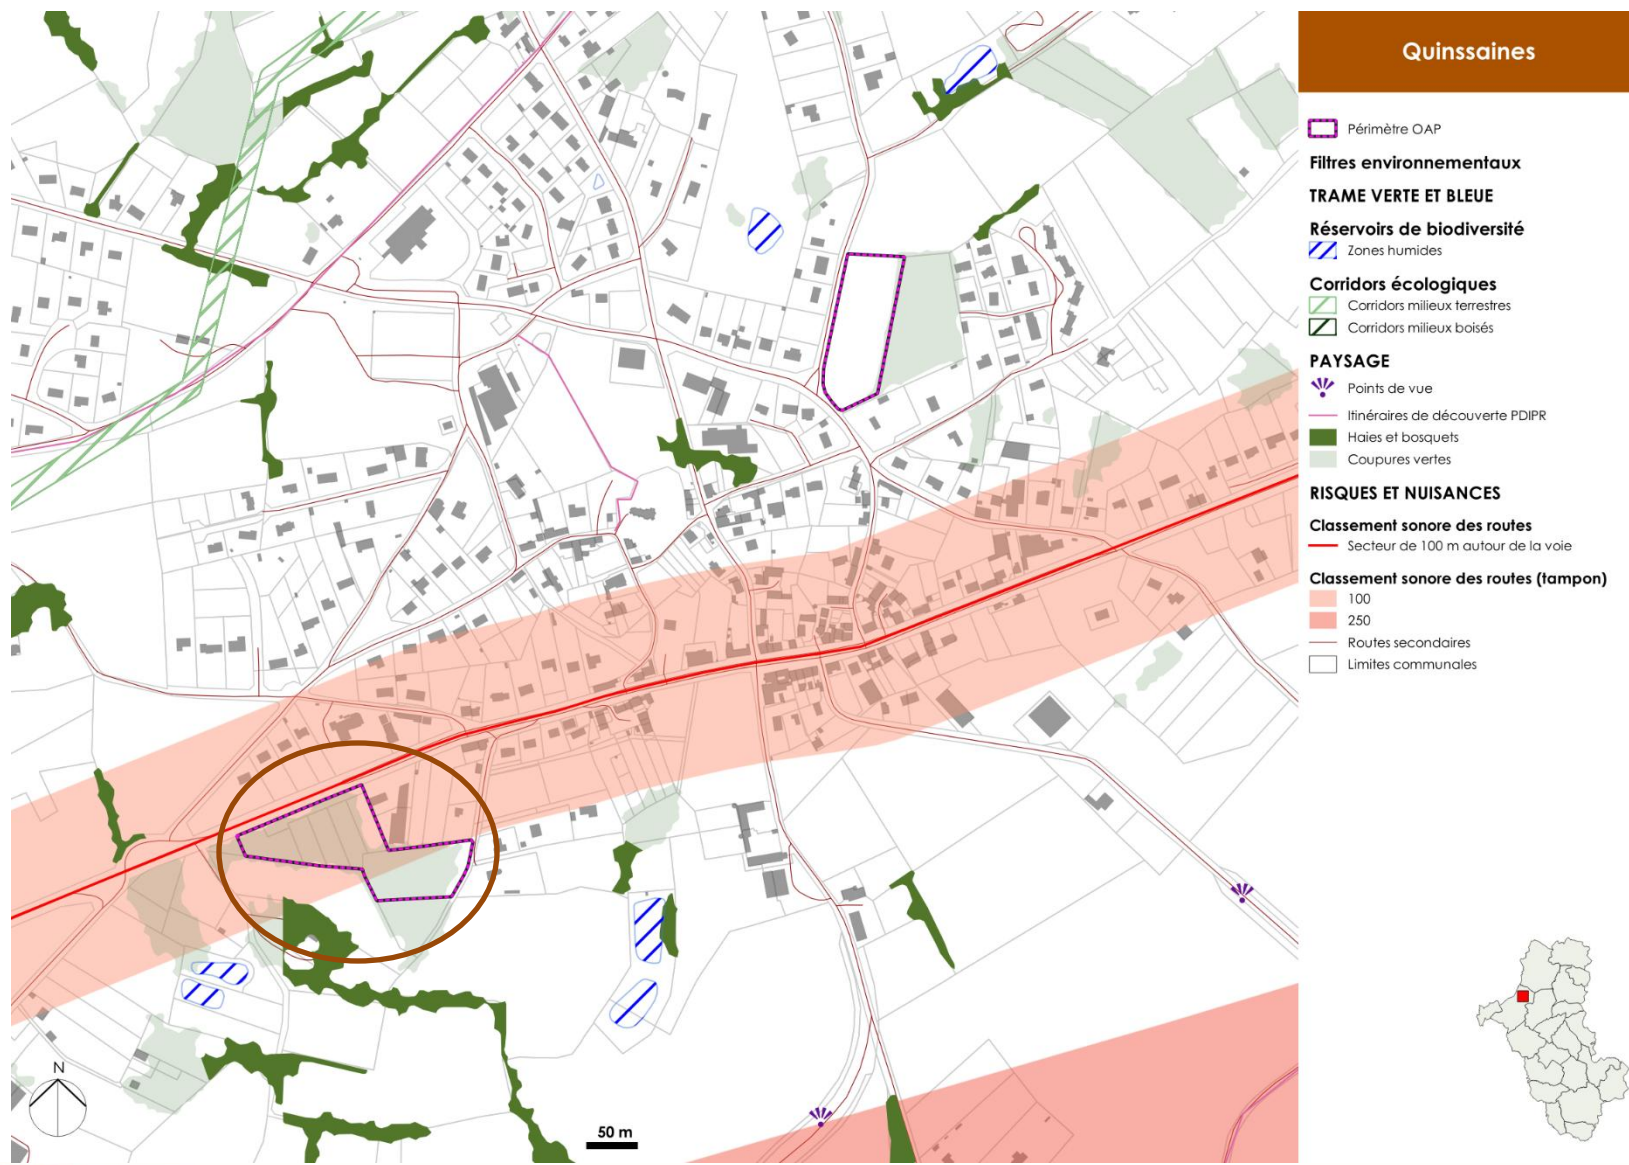 Quinssaines
Périmètre OAP
Filtres environnementaux
TRAME VERTE ET BLEUE
Réservoirs de biodiversité
Zones humides
Corridors écologiques
Corridors milieux terrestres
Corridors milieux boisés
PAYSAGE
Points de vue
Itinéraires de découverte PDIPR
Haies et bosquets
Coupures vertes
RISQUES ET NUISANCES
Classement sonore des routes
Secteur de 100 m autour de la voie
Classement sonore des routes (tampon)
100
250
Routes secondaires
Limites communales
N
50 m